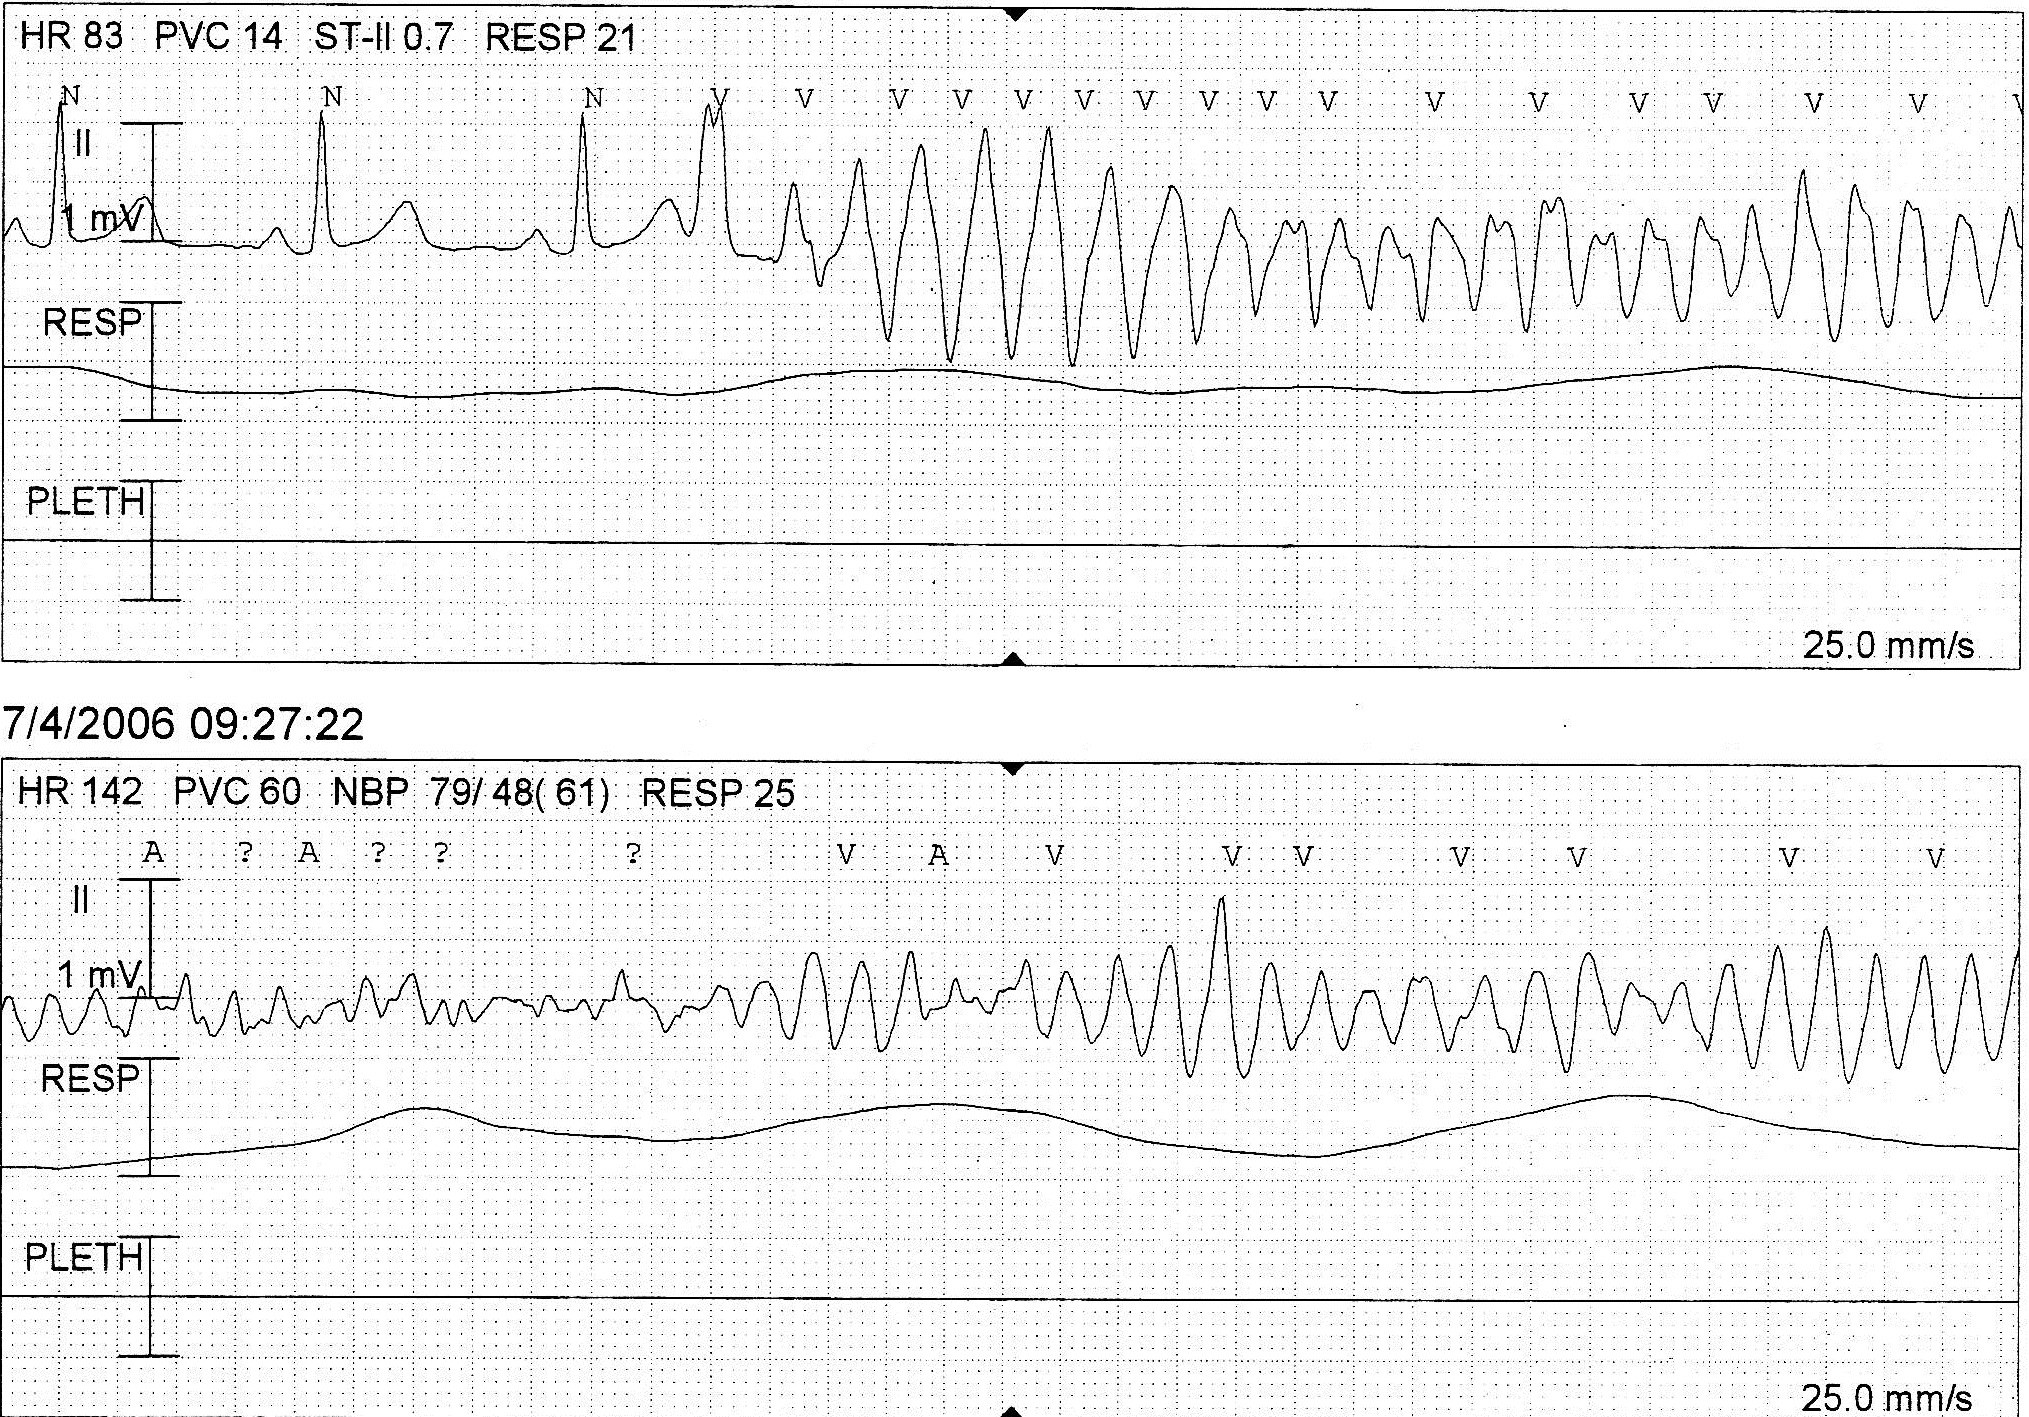 HR 83 PVC 14 ST-II 0.7 RESP 21
N N N V V V V V V V V V V V V V V V V V
II
1 mV
RESP
PLETH
25.0 mm/s
7/4/2006 09:27:22
HR 142 PVC 60 NBP 79/ 48( 61) RESP 25
A ? A ? ? ? V A V V V V V V V
II
1 mV
RESP
PLETH
25.0 mm/s